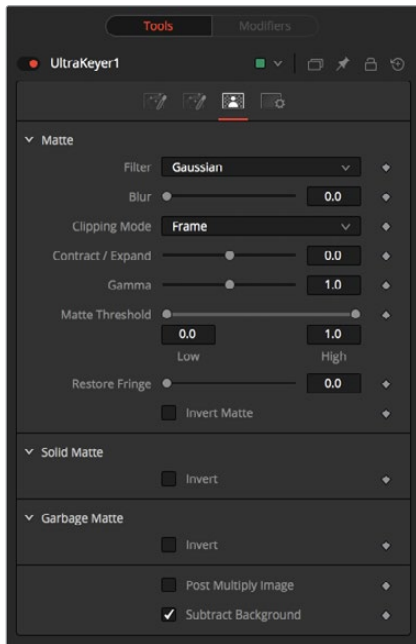 Tools Modifiers
UltraKeyer1
Matte
Filter Gaussian
Blur 0.0
Clipping Mode Frame
Contract / Expand 0.0
Gamma 1.0
Matte Threshold
0.0 1.0
Low High
Restore Fringe 0.0
Invert Matte
Solid Matte
Invert
Garbage Matte
Invert
Post Multiply Image
Subtract Background